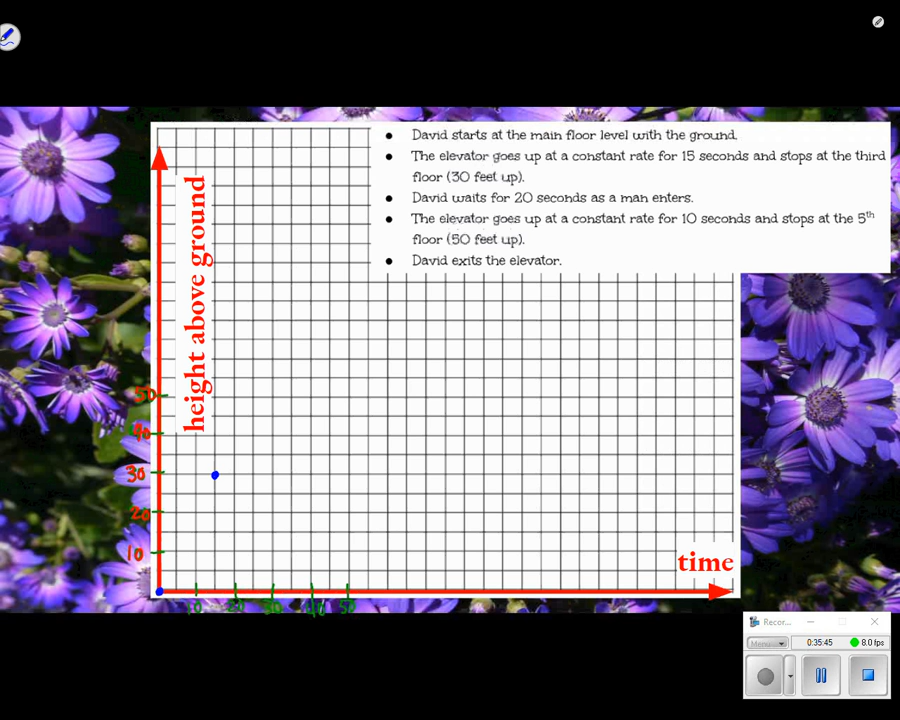 David starts at the main floor level with the ground.
The elevator goes up at a constant rate for 15 seconds and stops at the third
floor (30 feet up).
David waits for 20 seconds as a man enters.
The elevator goes up at a constant rate for 10 seconds and stops at the 5th
floor (50 feet up).
David exits the elevator.
height above ground
50
40
30
20
10
time
10 20 30 40 50
Recor...
Menu
0:35:45 8.0 fps